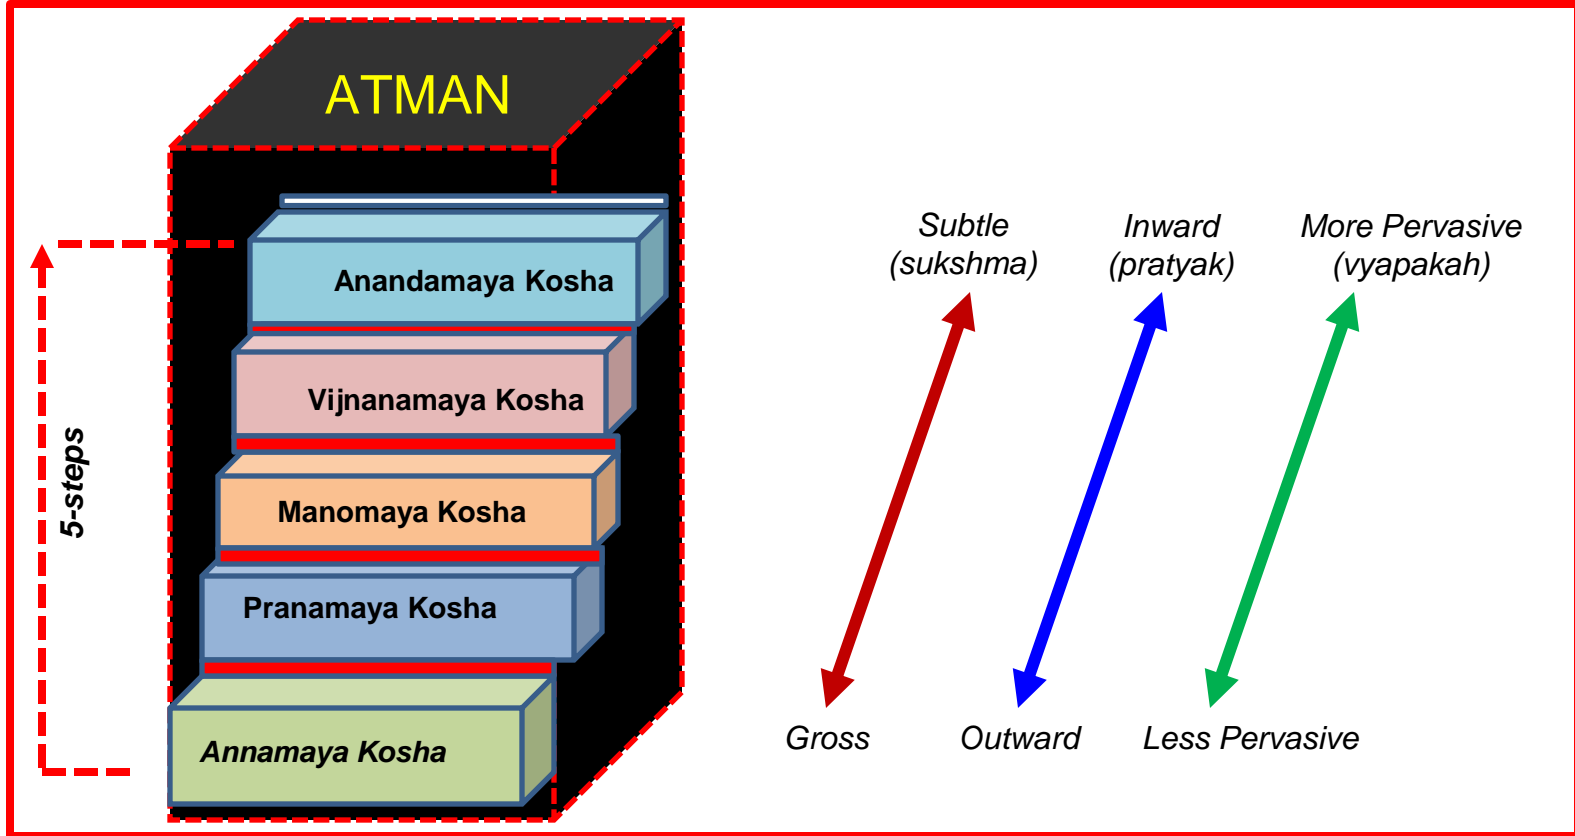 ATMAN
Anandamaya Kosha
Vijnanamaya Kosha
Manomaya Kosha
Pranamaya Kosha
Annamaya Kosha
5-steps
Subtle
(sukshma)
Inward
(pratyak)
More Pervasive
(vyapakah)
Gross
Outward
Less Pervasive